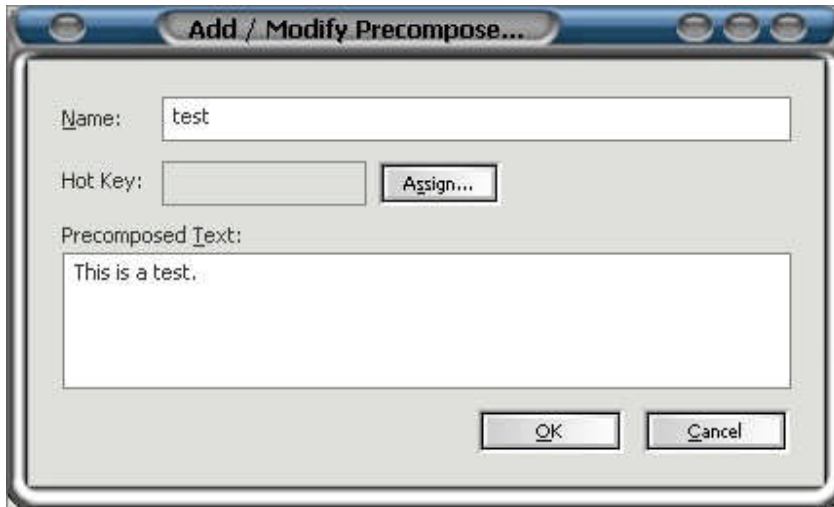 Add / Modify Precompose...
Name: test
Hot Key: Assign...
Precomposed Text:
This is a test.
OK Cancel